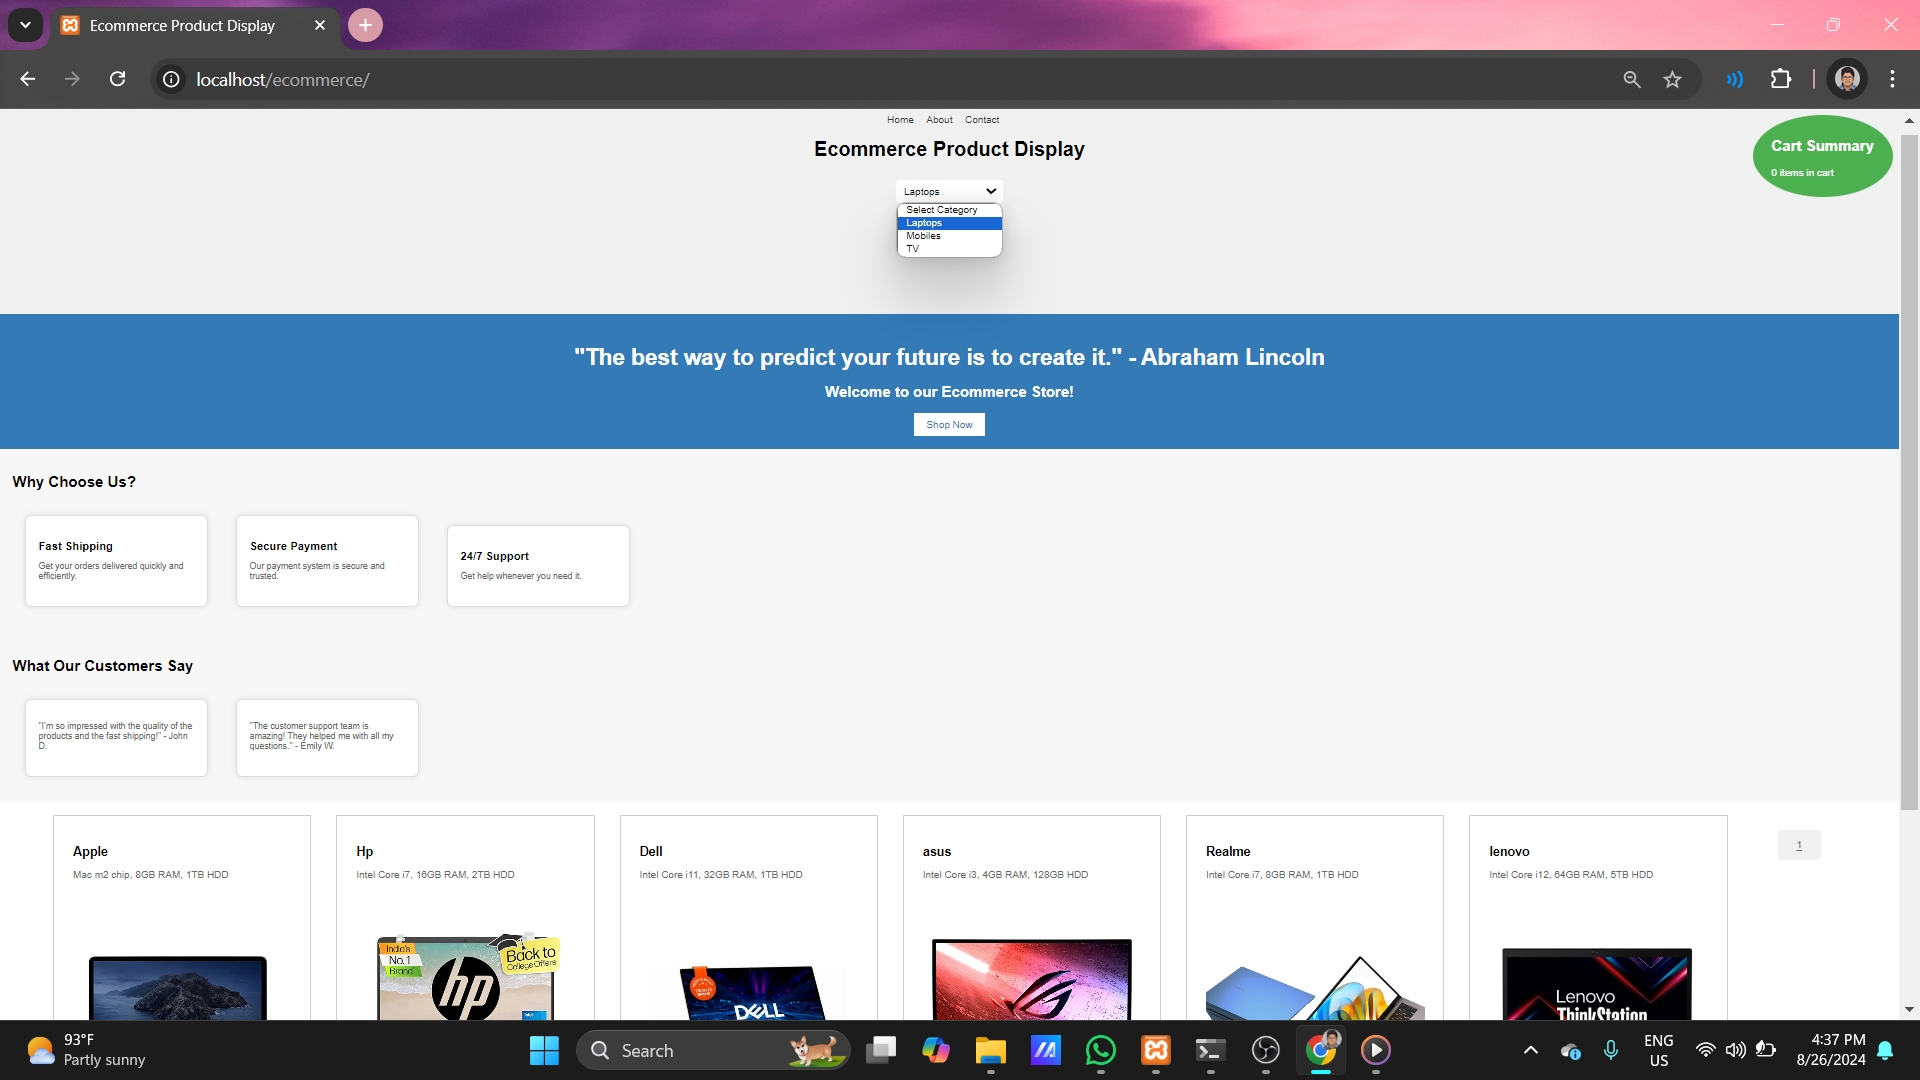 Ecommerce Product Display
localhost/ecommerce/
Home About Contact
Ecommerce Product Display
Cart Summary
0 items in cart
Laptops
Select Category
Laptops
Mobiles
TV
"The best way to predict your future is to create it." - Abraham Lincoln
Welcome to our Ecommerce Store!
Shop Now
Why Choose Us?
Fast Shipping
Get your orders delivered quickly and
efficiently.
Secure Payment
Our payment system is secure and
trusted.
24/7 Support
Get help whenever you need it.
What Our Customers Say
"I'm so impressed with the quality of the
products and the fast shipping!" - John
D.
"The customer support team is
amazing! They helped me with all my
questions." - Emily W.
Apple
Mac m2 chip, 8GB RAM, 1TB HDD
Hp
Intel Core i7, 16GB RAM, 2TB HDD
India's
No.1
Brand
hp
Back to
College Offers
Dell
Intel Core i11, 32GB RAM, 1TB HDD
DELL
asus
Intel Core i3, 4GB RAM, 128GB HDD
Realme
Intel Core i7, 8GB RAM, 1TB HDD
lenovo
Intel Core i12, 64GB RAM, 5TB HDD
Lenovo
ThinkStation
1
93°F
Partly sunny
Search
ENG
US
4:37 PM
8/26/2024